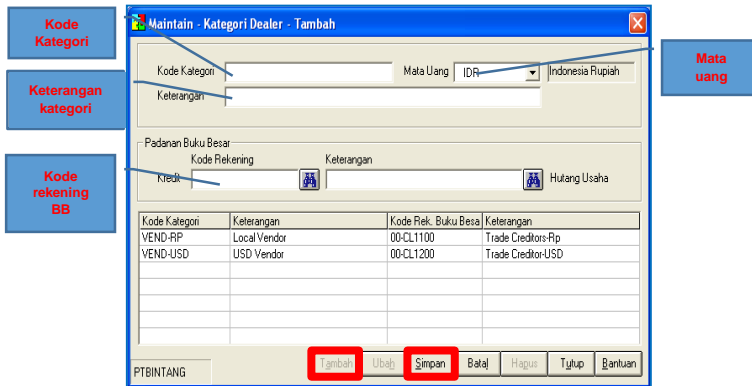 Maintain - Kategori Dealer - Tambah
Kode
Kategori
Kode Kategori
Mata Uang
IDR
Indonesia Rupiah
Mata
uang
Keterangan
Keterangan
kategori
Padanan Buku Besar
Kode Rekening
Keterangan
Kredit
Hutang Usaha
Kode
rekening
BB
Kode Kategori
Keterangan
Kode Rek. Buku Besa
Keterangan
VEND-RP
Local Vendor
00-CL1100
Trade Creditors-Rp
VEND-USD
USD Vendor
00-CL1200
Trade Creditor-USD
PTBINTANG
Tambah
Ubah
Simpan
Batal
Hapus
Tutup
Bantuan